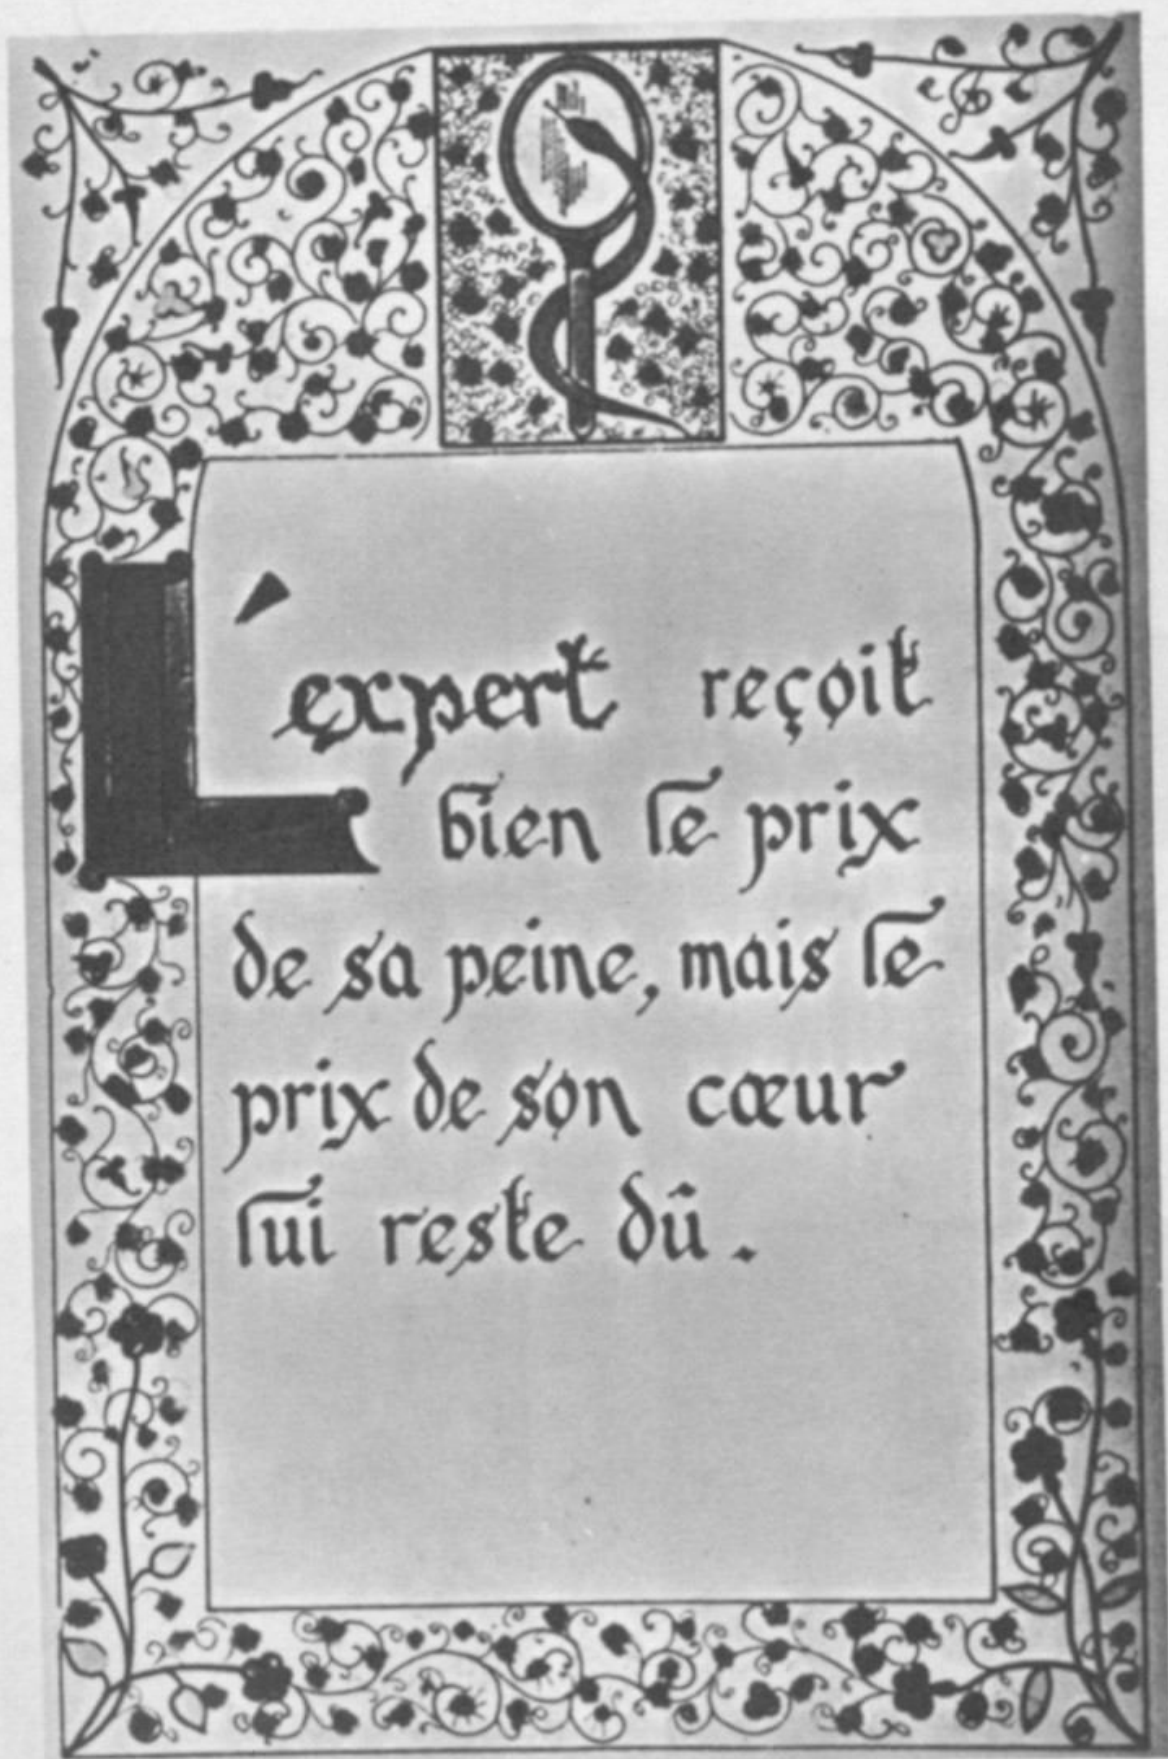 L'expert reçoit
bien le prix
de sa peine, mais le
prix de son cœur
lui reste dû.